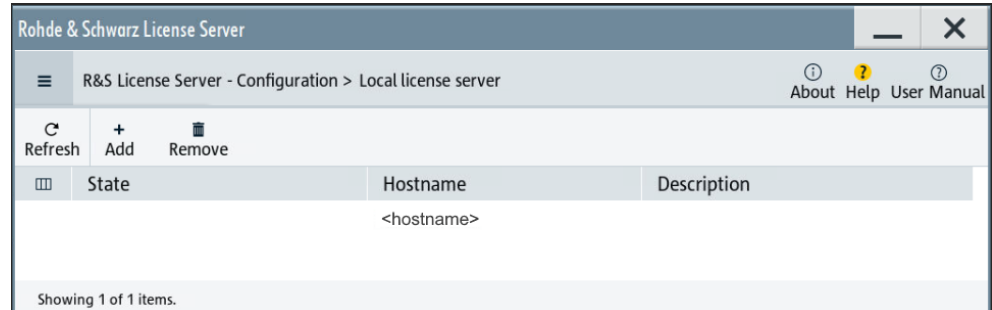 Rohde & Schwarz License Server
R&S License Server - Configuration > Local license server
About Help User Manual
Refresh Add Remove
State Hostname Description
<hostname>
Showing 1 of 1 items.